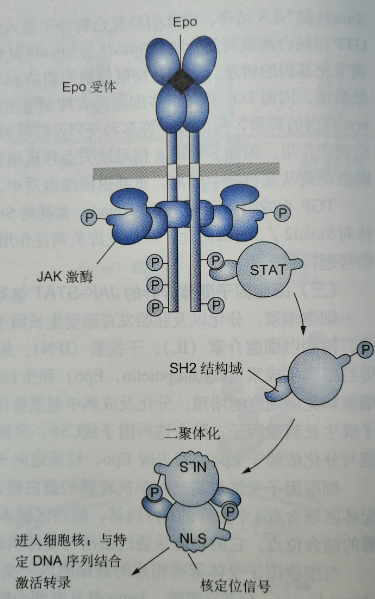 Epo
Epo 受体
P
P
JAK 激酶
P
P
P
P
P
P
STAT
SH2 结构域
P
二聚体化
NLS
P
P
NLS
进入细胞核；与特
定 DNA 序列结合
激活转录
核定位信号